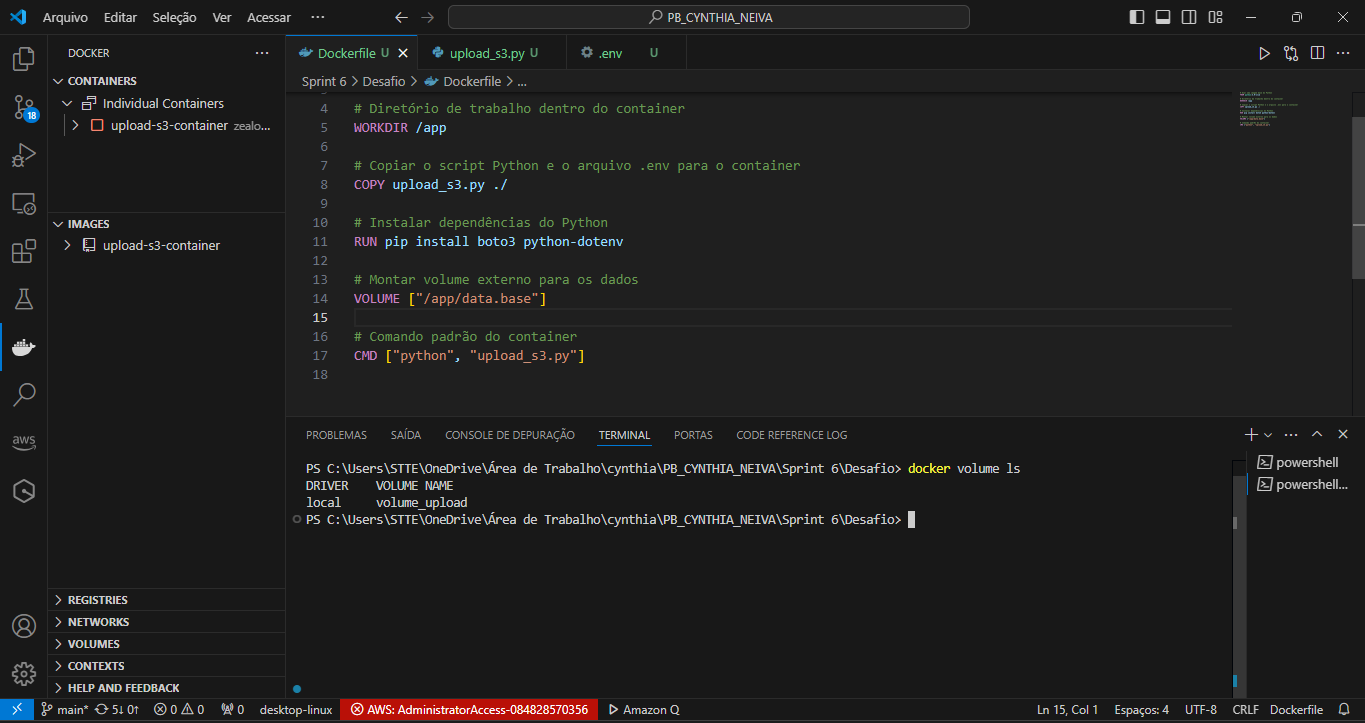 Arquivo Editar Seleção Ver Acessar ··· PB_CYNTHIA_NEIVA
DOCKER ···
CONTAINERS
Individual Containers
upload-s3-container zealo...
IMAGES
upload-s3-container
REGISTRIES
NETWORKS
VOLUMES
CONTEXTS
HELP AND FEEDBACK
18
aws
Dockerfile U upload_s3.py U .env U
Sprint 6 > Desafio > Dockerfile > ...
4 # Diretório de trabalho dentro do container
5 WORKDIR /app
6
7 # Copiar o script Python e o arquivo .env para o container
8 COPY upload_s3.py ./
9
10 # Instalar dependências do Python
11 RUN pip install boto3 python-dotenv
12
13 # Montar volume externo para os dados
14 VOLUME ["/app/data.base"]
15
16 # Comando padrão do container
17 CMD ["python", "upload_s3.py"]
18
PROBLEMAS SAÍDA CONSOLE DE DEPURAÇÃO TERMINAL PORTAS CODE REFERENCE LOG
PS C:\Users\STTE\OneDrive\Área de Trabalho\cynthia\PB_CYNTHIA_NEIVA\Sprint 6\Desafio> docker volume ls
DRIVER VOLUME NAME
local volume_upload
PS C:\Users\STTE\OneDrive\Área de Trabalho\cynthia\PB_CYNTHIA_NEIVA\Sprint 6\Desafio>
powershell
powershell...
main* 5↓ 0↑ 0 0 0 desktop-linux AWS: AdministratorAccess-084828570356 Amazon Q Ln 15, Col 1 Espaços: 4 UTF-8 CRLF Dockerfile